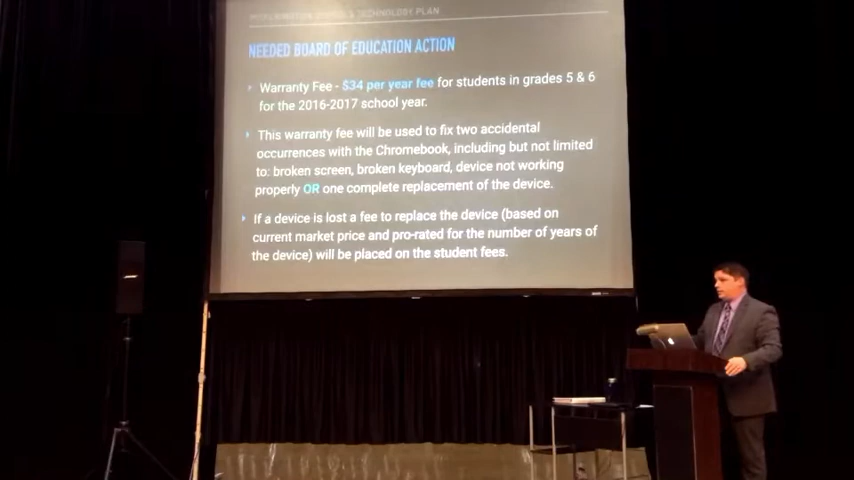 TECHNOLOGY PLAN
NEEDED BOARD OF EDUCATION ACTION
Warranty Fee - $34 per year fee for students in grades 5 & 6
for the 2016-2017 school year.
This warranty fee will be used to fix two accidental
occurrences with the Chromebook, including but not limited
to: broken screen, broken keyboard, device not working
properly OR one complete replacement of the device.
If a device is lost a fee to replace the device (based on
current market price and pro-rated for the number of years of
the device) will be placed on the student fees.